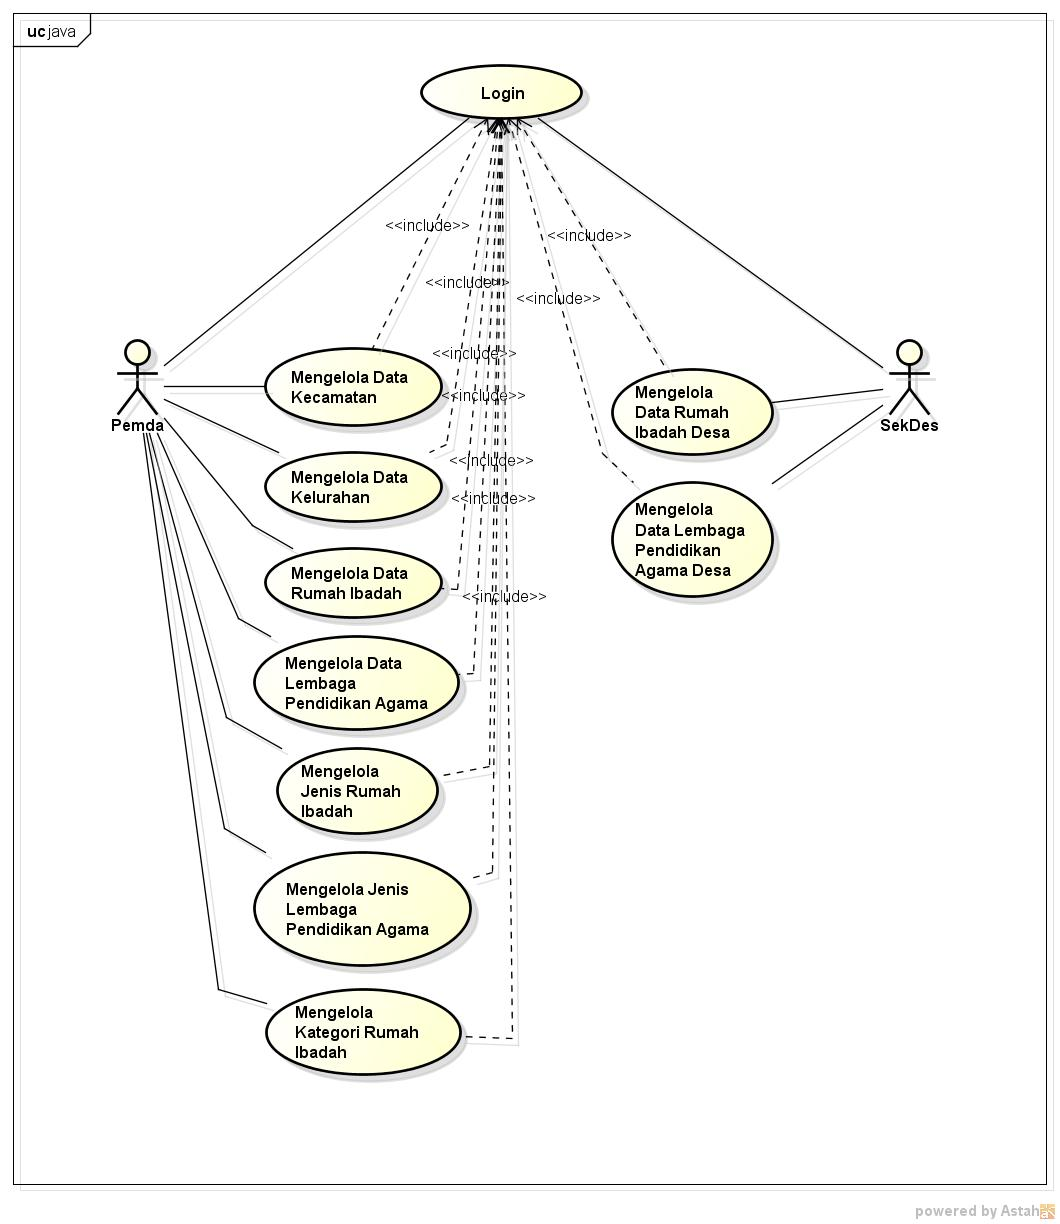 uc java
Login
<<include>>
<<include>>
<<include>>
<<include>>
<<include>>
<<include>>
<<include>>
<<include>>
<<include>>
Pemda
SekDes
Mengelola Data
Kecamatan
Mengelola Data
Kelurahan
Mengelola Data
Rumah Ibadah
Mengelola Data
Lembaga
Pendidikan Agama
Mengelola
Jenis Rumah
Ibadah
Mengelola Jenis
Lembaga
Pendidikan Agama
Mengelola
Kategori Rumah
Ibadah
Mengelola
Data Rumah
Ibadah Desa
Mengelola
Data Lembaga
Pendidikan
Agama Desa
powered by Astah